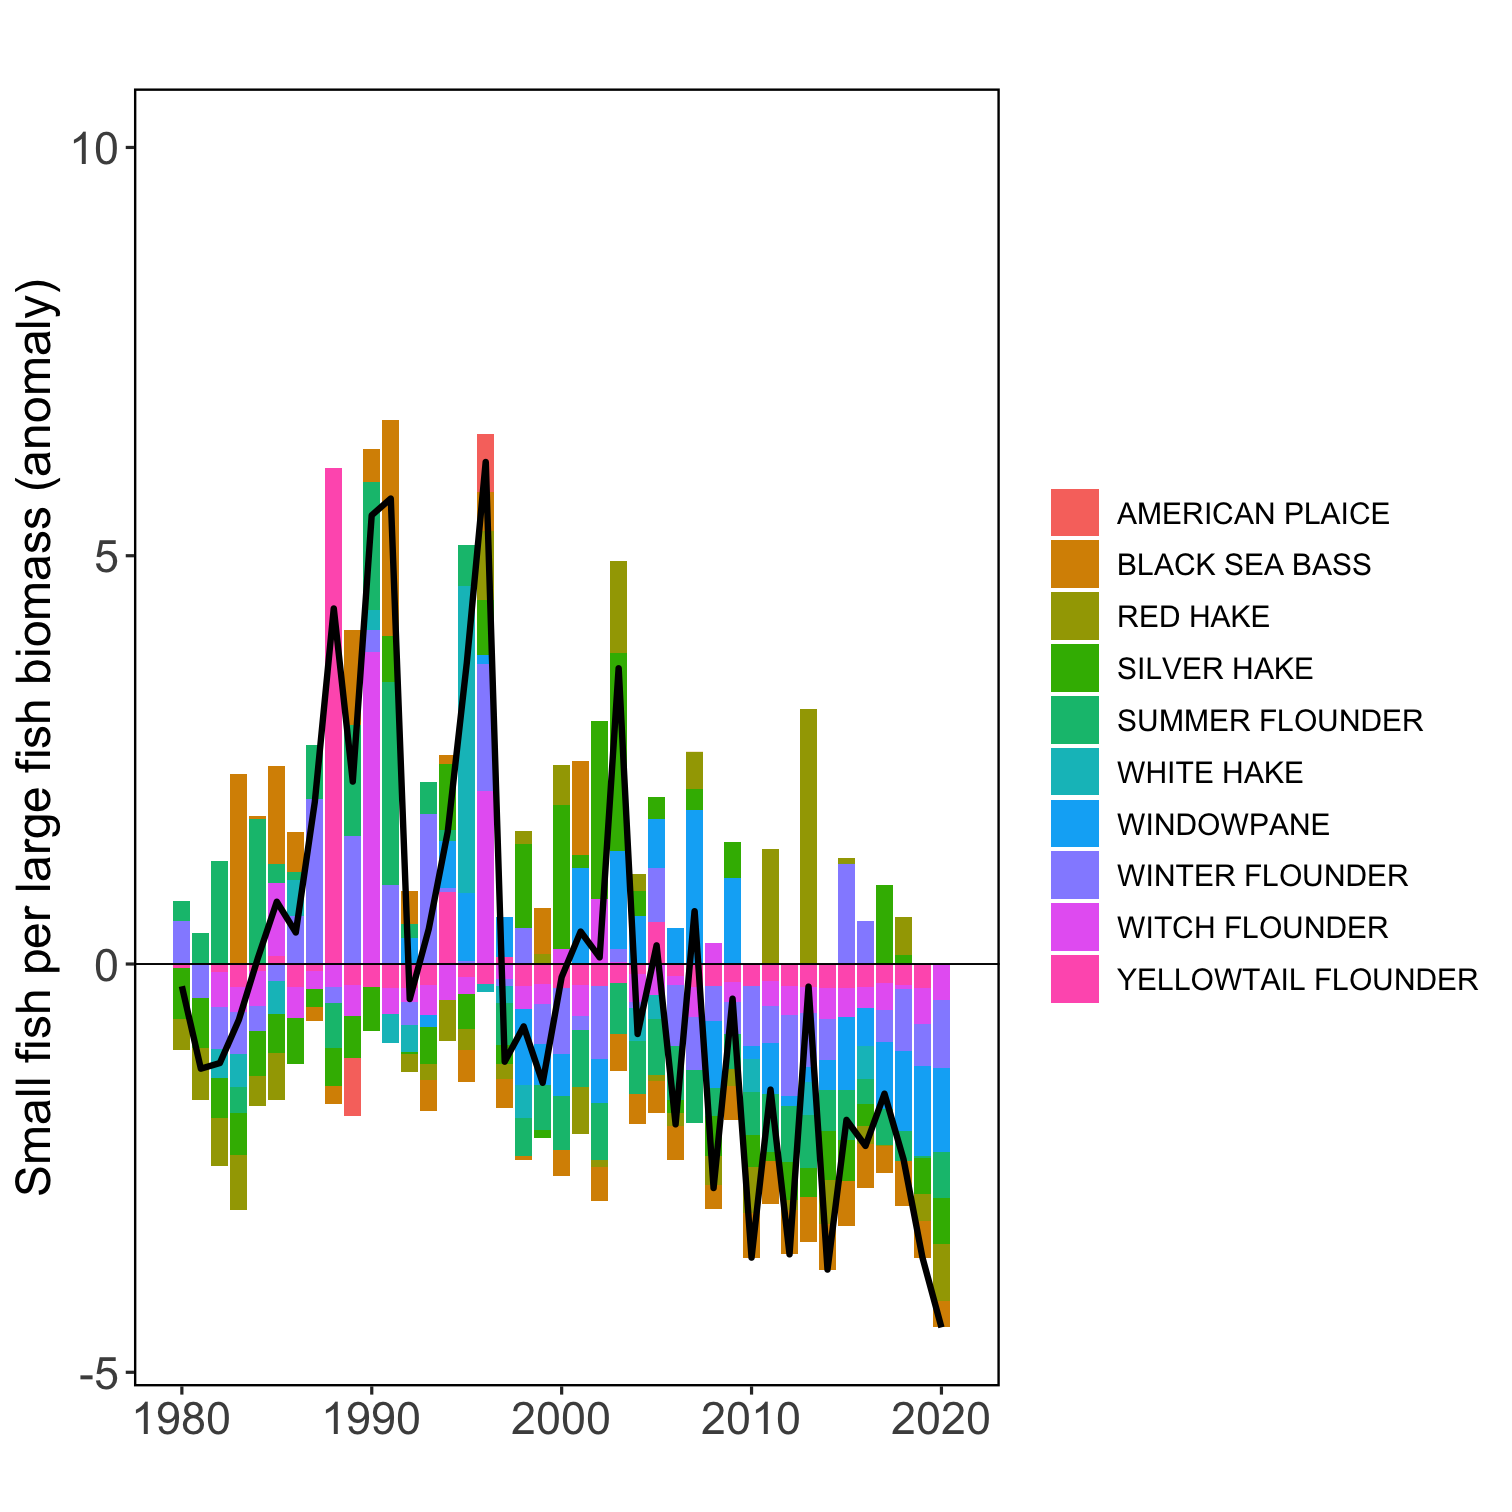 Small fish per large fish biomass (anomaly)
10
5
0
-5
1980 1990 2000 2010 2020
AMERICAN PLAICE
BLACK SEA BASS
RED HAKE
SILVER HAKE
SUMMER FLOUNDER
WHITE HAKE
WINDOWPANE
WINTER FLOUNDER
WITCH FLOUNDER
YELLOWTAIL FLOUNDER